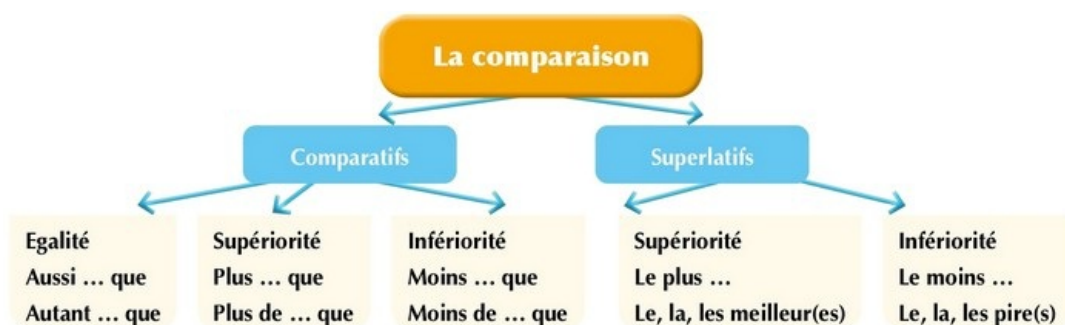 La comparaison
Comparatifs
Superlatifs
Egalité
Aussi ... que
Autant ... que
Supériorité
Plus ... que
Plus de ... que
Infériorité
Moins ... que
Moins de ... que
Supériorité
Le plus ...
Le, la, les meilleur(es)
Infériorité
Le moins ...
Le, la, les pire(s)